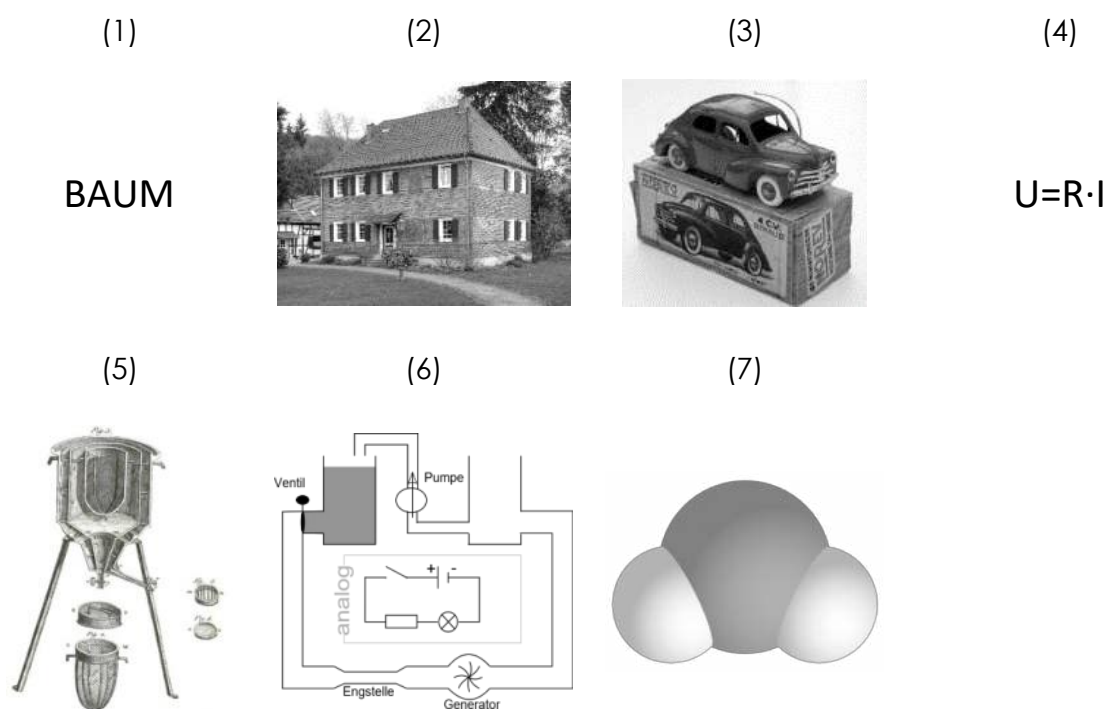 (1)
(2)
(3)
(4)
BAUM
U=R·I
(5)
(6)
(7)
Ventil
Pumpe
+ -
analog
Engstelle
Generator